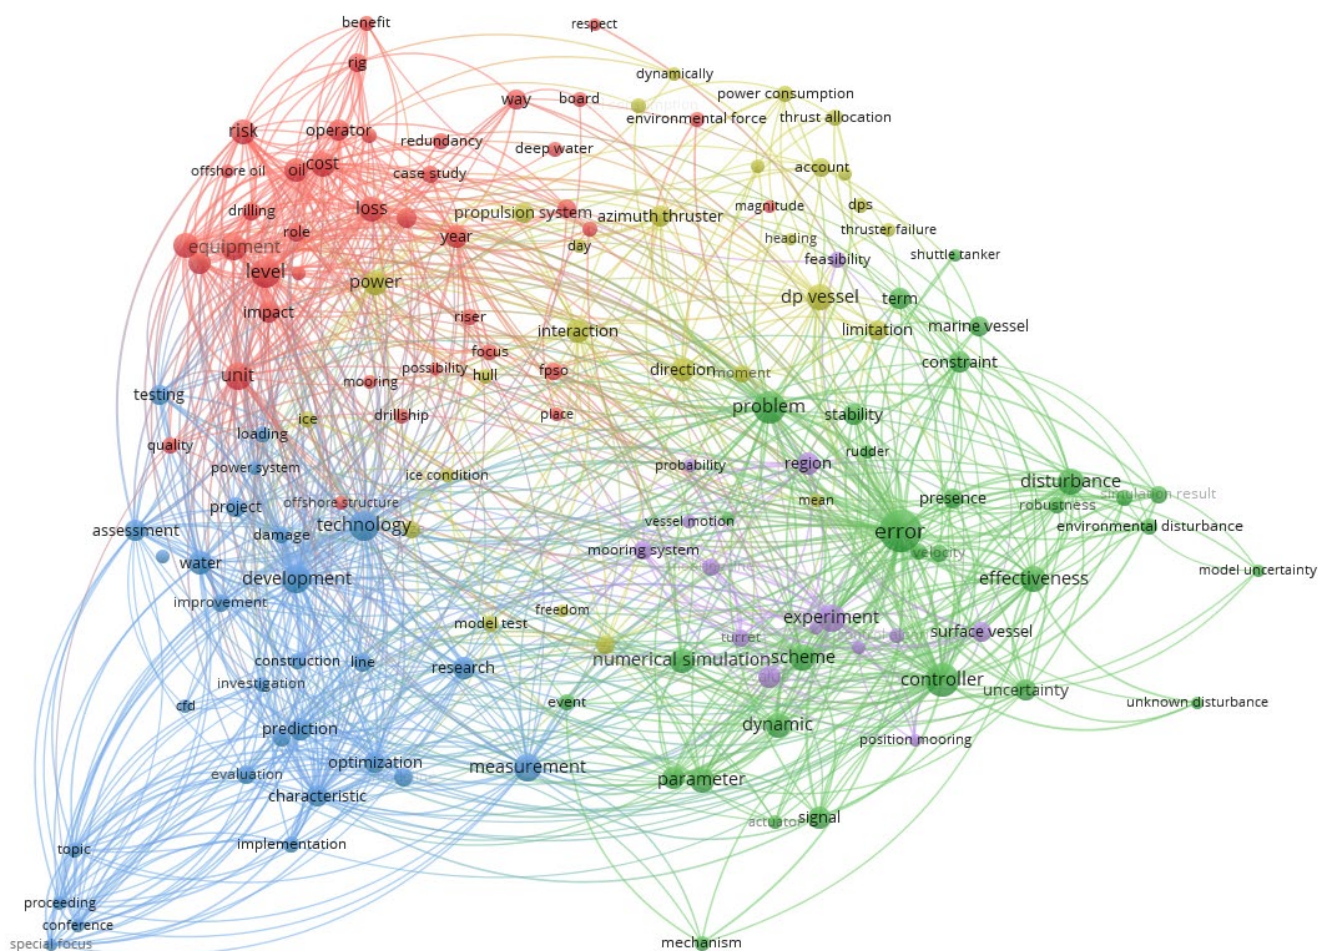 benefit
respect
rig
dynamically
way
board
power consumption
environmental force
thrust allocation
risk
operator
redundancy
deep water
offshore oil
oil
cost
case study
account
drilling
loss
propulsion system
azimuth thruster
magnitude
dps
role
year
day
heading
thruster failure
equipment
level
power
feasibility
shuttle tanker
impact
riser
interaction
dp vessel
term
limitation
marine vessel
unit
focus
possibility
hull
fpso
direction
moment
constraint
testing
mooring
drillship
place
problem
stability
quality
loading
ice
rudder
power system
ice condition
probability
region
disturbance
offshore structure
mean
presence
robustness
simulation result
project
technology
vessel motion
error
environmental disturbance
assessment
damage
water
mooring system
velocity
development
effectiveness
model uncertainty
improvement
freedom
model test
experiment
turret
surface vessel
construction
line
research
numerical simulation
scheme
investigation
controller
uncertainty
cfd
event
unknown disturbance
prediction
dynamic
position mooring
optimization
measurement
evaluation
parameter
characteristic
actuator
signal
implementation
topic
proceeding
conference
special focus
mechanism